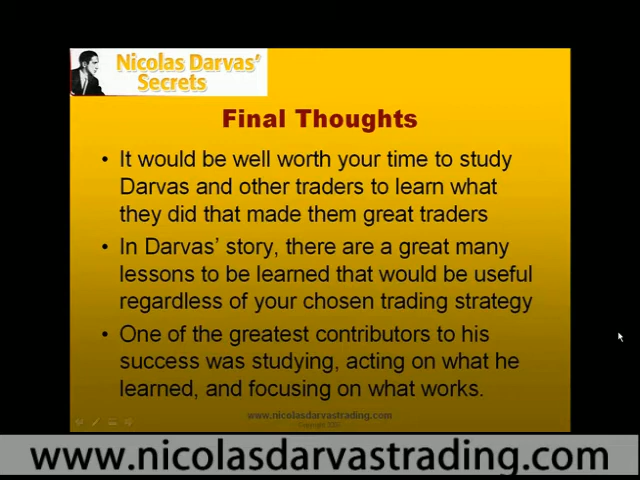 Nicolas Darvas'
Secrets
Final Thoughts
• It would be well worth your time to study
Darvas and other traders to learn what
they did that made them great traders
• In Darvas' story, there are a great many
lessons to be learned that would be useful
regardless of your chosen trading strategy
• One of the greatest contributors to his
success was studying, acting on what he
learned, and focusing on what works.
www.nicolasdarvastrading.com
www.nicolasdarvastrading.com